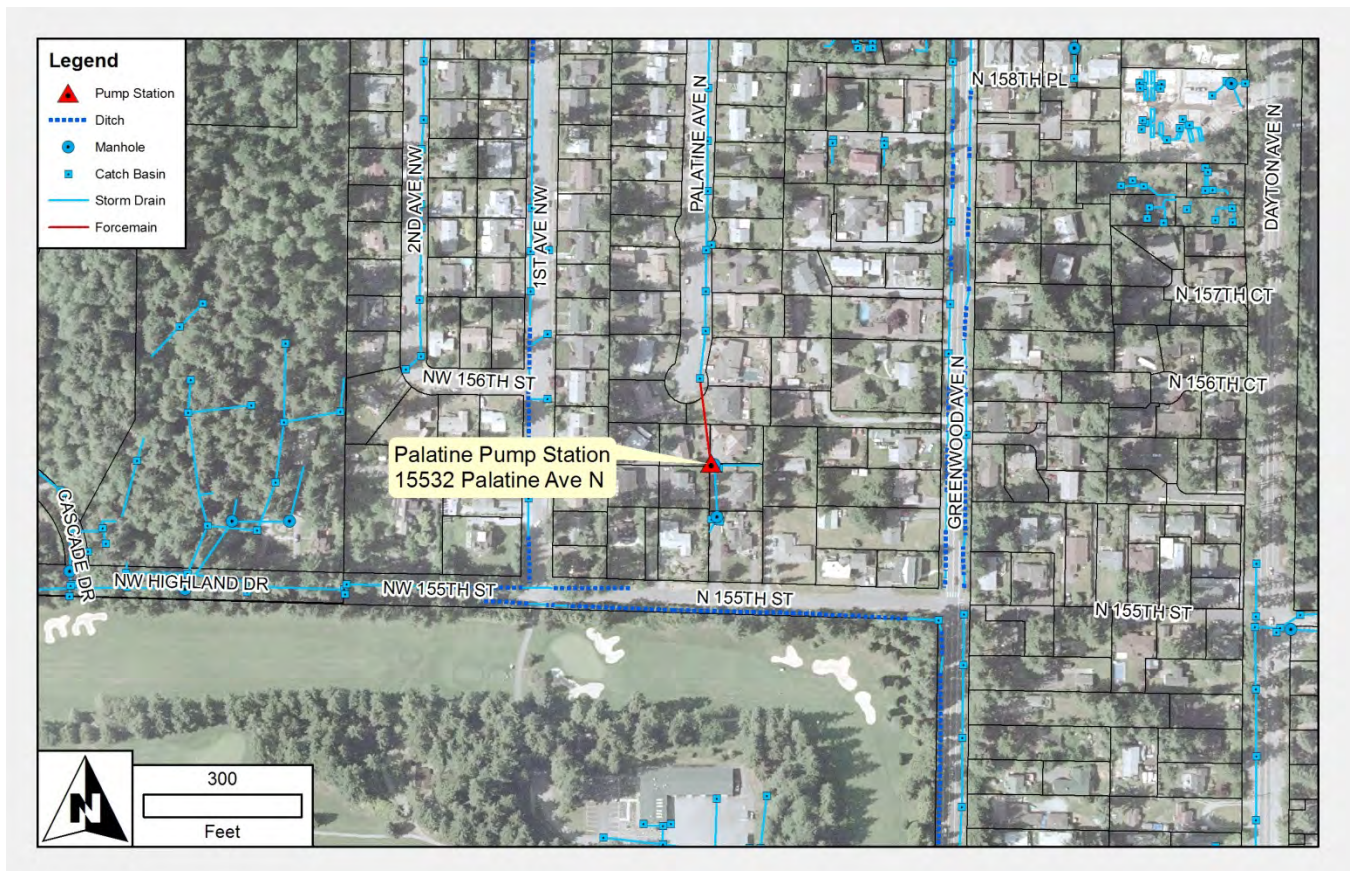 Legend
Pump Station
Ditch
Manhole
Catch Basin
Storm Drain
Forcemain
2ND AVE NW
1ST AVE NW
PALATINE AVE N
N 158TH PL
DAYTON AVE N
N 157TH CT
NW 156TH ST
N 156TH CT
GREENWOOD AVE N
Palatine Pump Station
15532 Palatine Ave N
CASCADE DR
NW HIGHLAND DR
NW 155TH ST
N 155TH ST
N 155TH ST
N
300
Feet